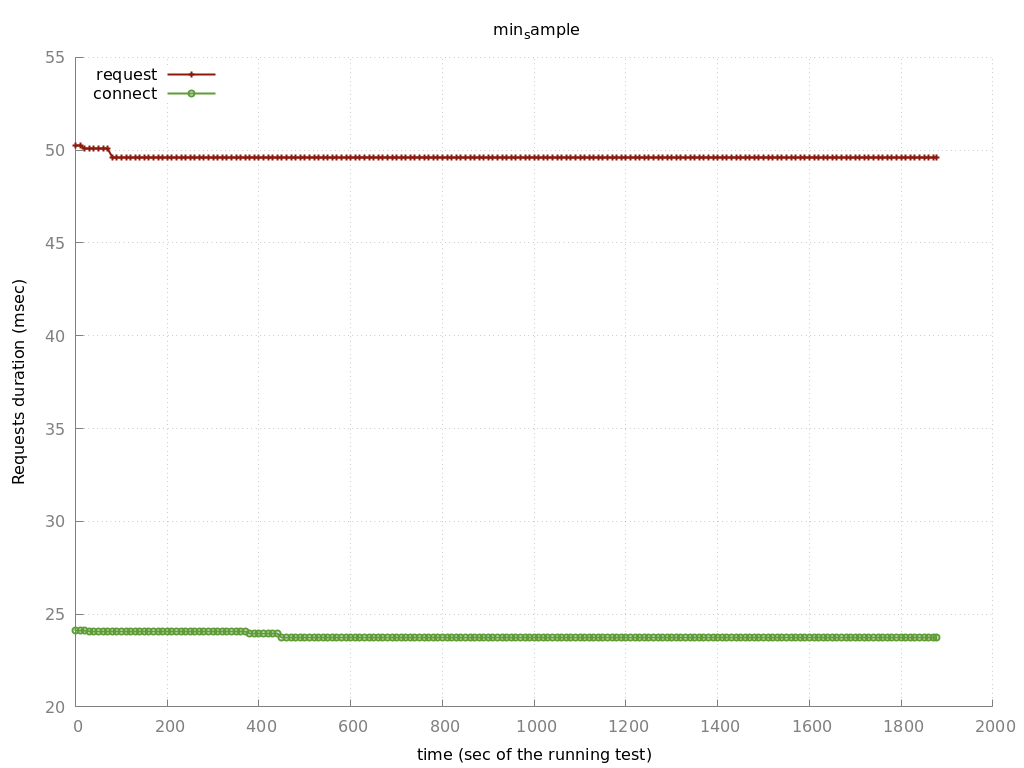 min_sample
55
request
connect
50
45
40
35
30
25
20
0 200 400 600 800 1000 1200 1400 1600 1800 2000
Requests duration (msec)
time (sec of the running test)